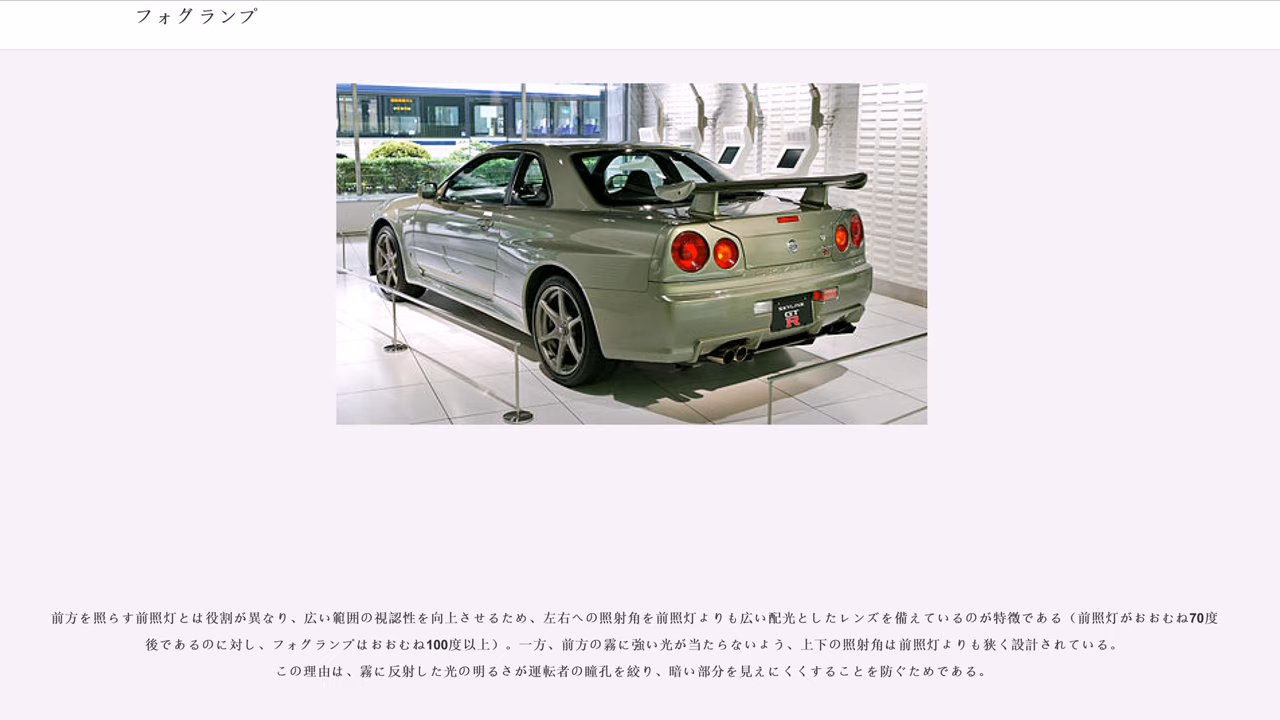 フォグランプ
SKYLINE
GT
R
前方を照らす前照灯とは役割が異なり、広い範囲の視認性を向上させるため、左右への照射角を前照灯よりも広い配光としたレンズを備えているのが特徴である（前照灯がおおむね70度
後であるのに対し、フォグランプはおおむね100度以上）。一方、前方の霧に強い光が当たらないよう、上下の照射角は前照灯よりも狭く設計されている。
この理由は、霧に反射した光の明るさが運転者の瞳孔を絞り、暗い部分を見えにくくすることを防ぐためである。